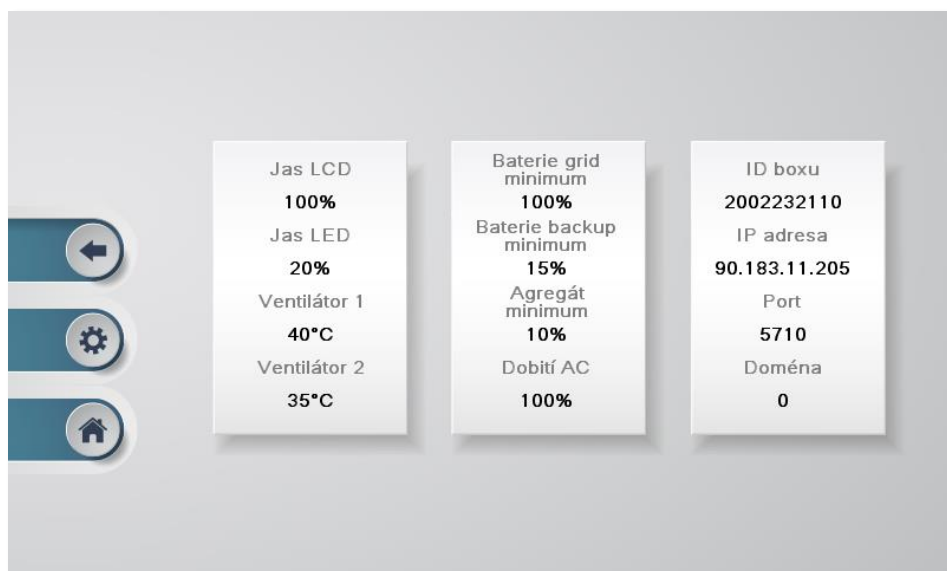 Jas LCD
100%
Jas LED
20%
Ventilátor 1
40°C
Ventilátor 2
35°C
Baterie grid
minimum
100%
Baterie backup
minimum
15%
Agregát
minimum
10%
Dobití AC
100%
ID boxu
2002232110
IP adresa
90.183.11.205
Port
5710
Doména
0